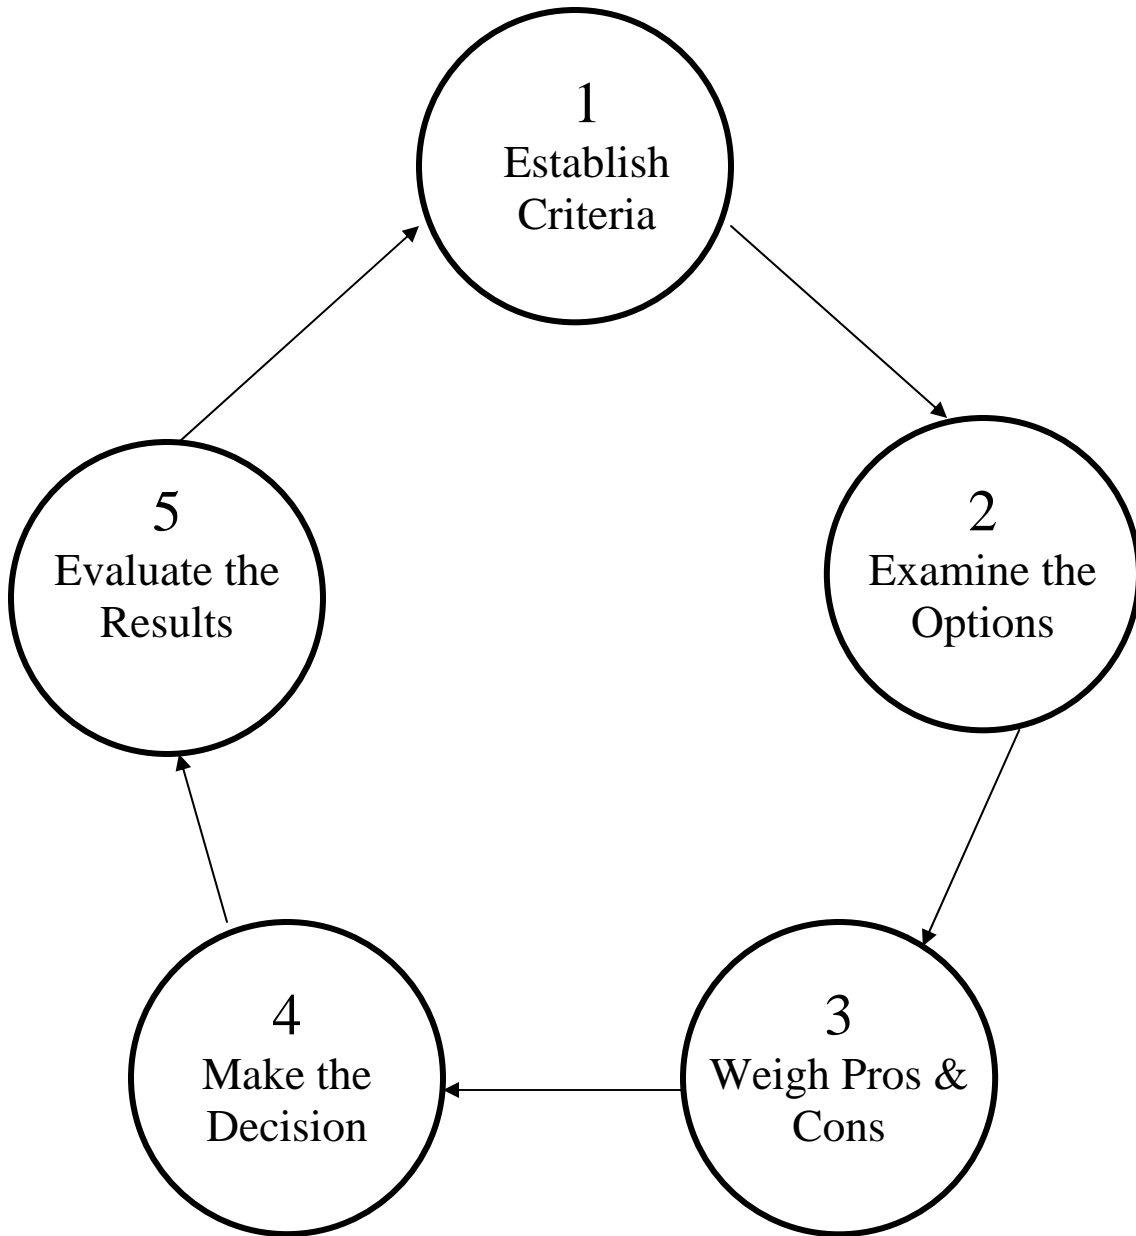 1
Establish
Criteria
2
Examine the
Options
3
Weigh Pros &
Cons
4
Make the
Decision
5
Evaluate the
Results